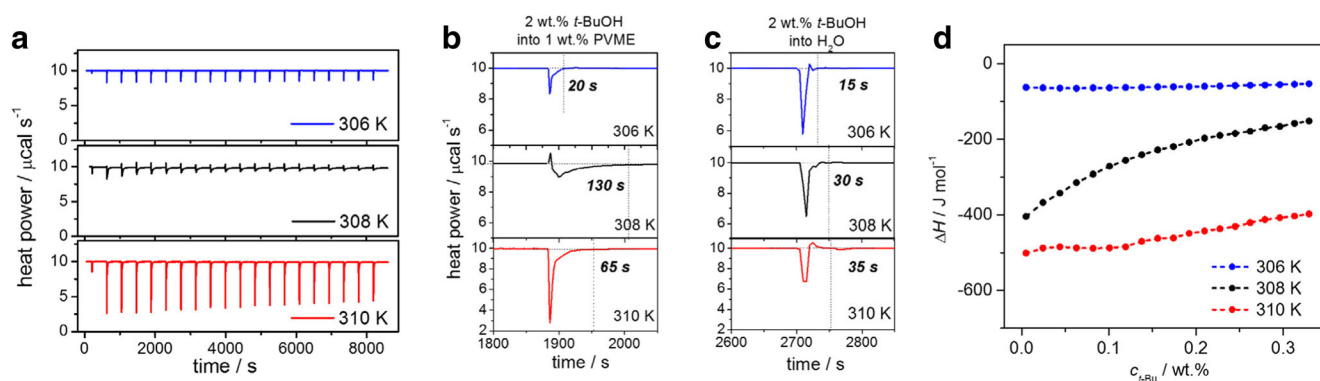 a
heat power / μcal s⁻¹
10
5
0
306 K
10
5
0
308 K
10
5
0
310 K
0 2000 4000 6000 8000
time / s
b
2 wt.% t-BuOH
into 1 wt.% PVME
heat power / μcal s⁻¹
10
8
6
20 s
306 K
10
8
6
130 s
308 K
10
8
6
4
2
65 s
310 K
1800 1900 2000
time / s
c
2 wt.% t-BuOH
into H₂O
10
8
6
15 s
306 K
10
8
6
30 s
308 K
10
8
6
4
35 s
310 K
2600 2700 2800
time / s
d
ΔH / J mol⁻¹
0
-200
-400
-600
306 K
308 K
310 K
0.0 0.1 0.2 0.3
c t-Bu / wt.%